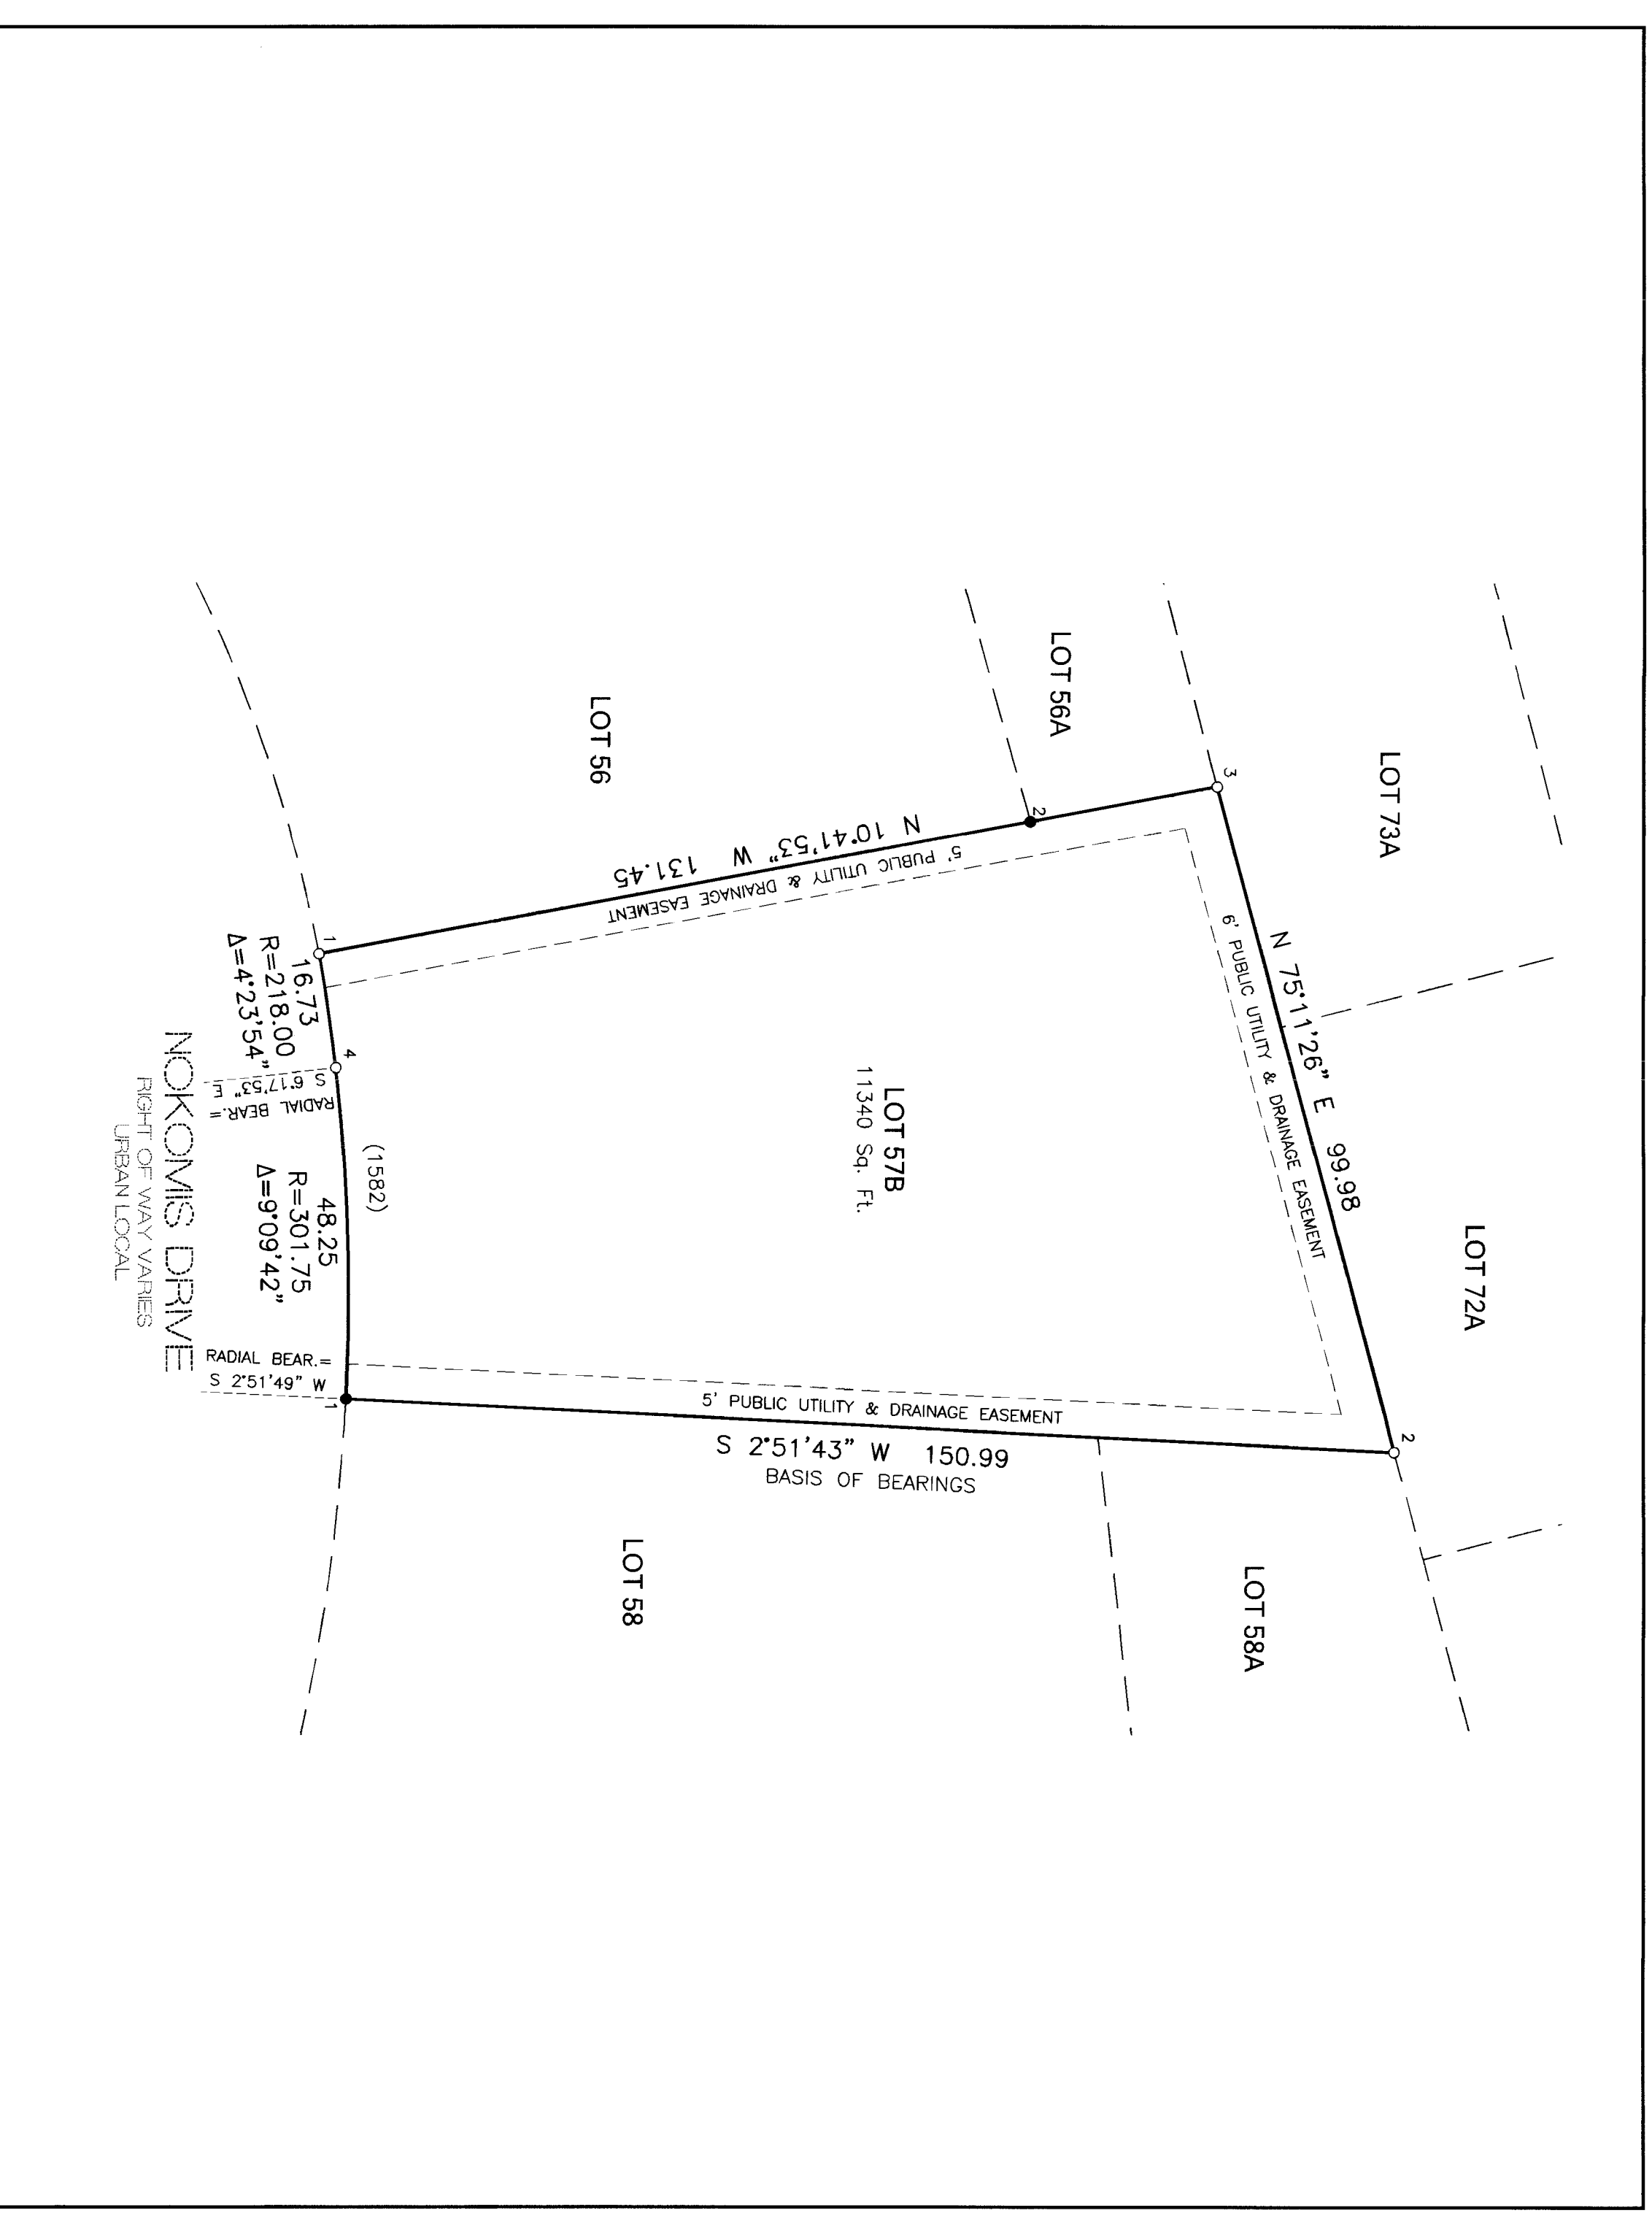 LOT 73A
LOT 72A
LOT 56A
LOT 56
LOT 58A
LOT 58
3
2
2
1
4
1
N 75°11'26" E 99.98
6' PUBLIC UTILITY & DRAINAGE EASEMENT
N 10°41'53" W 131.45
5' PUBLIC UTILITY & DRAINAGE EASEMENT
LOT 57B
11340 Sq. Ft.
5' PUBLIC UTILITY & DRAINAGE EASEMENT
S 2°51'43" W 150.99
BASIS OF BEARINGS
(1582)
16.73
R=218.00
Δ=4°23'54"
RADIAL BEAR.=
S 6°17'53" E
48.25
R=301.75
Δ=9°09'42"
RADIAL BEAR.=
S 2°51'49" W
NOKOMIS DRIVE
RIGHT OF WAY VARIES
URBAN LOCAL